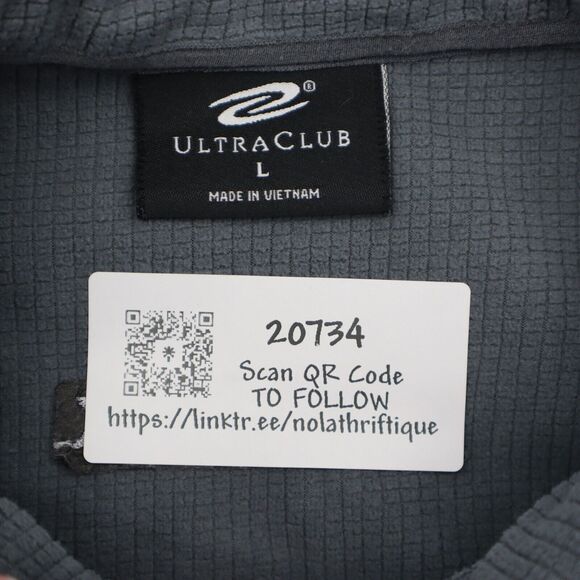 ®
ULTRACLUB
L
MADE IN VIETNAM
20734
Scan QR Code
TO FOLLOW
https://linktr.ee/nolathriftique